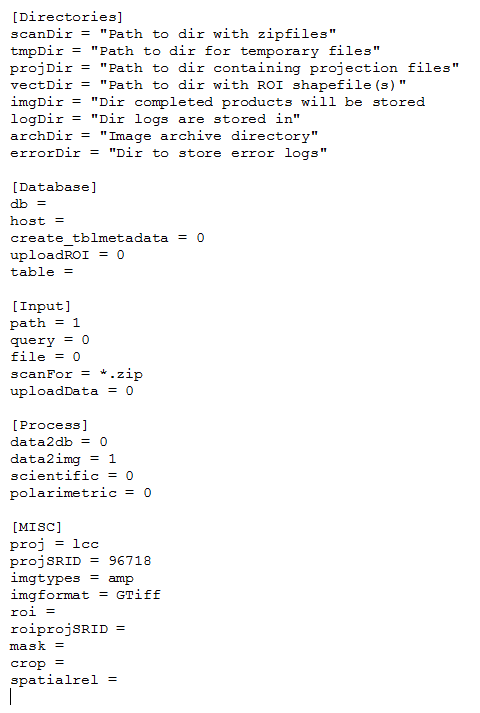 [Directories]
scanDir = "Path to dir with zipfiles"
tmpDir = "Path to dir for temporary files"
projDir = "Path to dir containing projection files"
vectDir = "Path to dir with ROI shapefile(s)"
imgDir = "Dir completed products will be stored
logDir = "Dir logs are stored in"
archDir = "Image archive directory"
errorDir = "Dir to store error logs"

[Database]
db =
host =
create_tblmetadata = 0
uploadROI = 0
table =

[Input]
path = 1
query = 0
file = 0
scanFor = *.zip
uploadData = 0

[Process]
data2db = 0
data2img = 1
scientific = 0
polarimetric = 0

[MISC]
proj = lcc
projSRID = 96718
imgtypes = amp
imgformat = GTiff
roi =
roiprojSRID =
mask =
crop =
spatialrel =